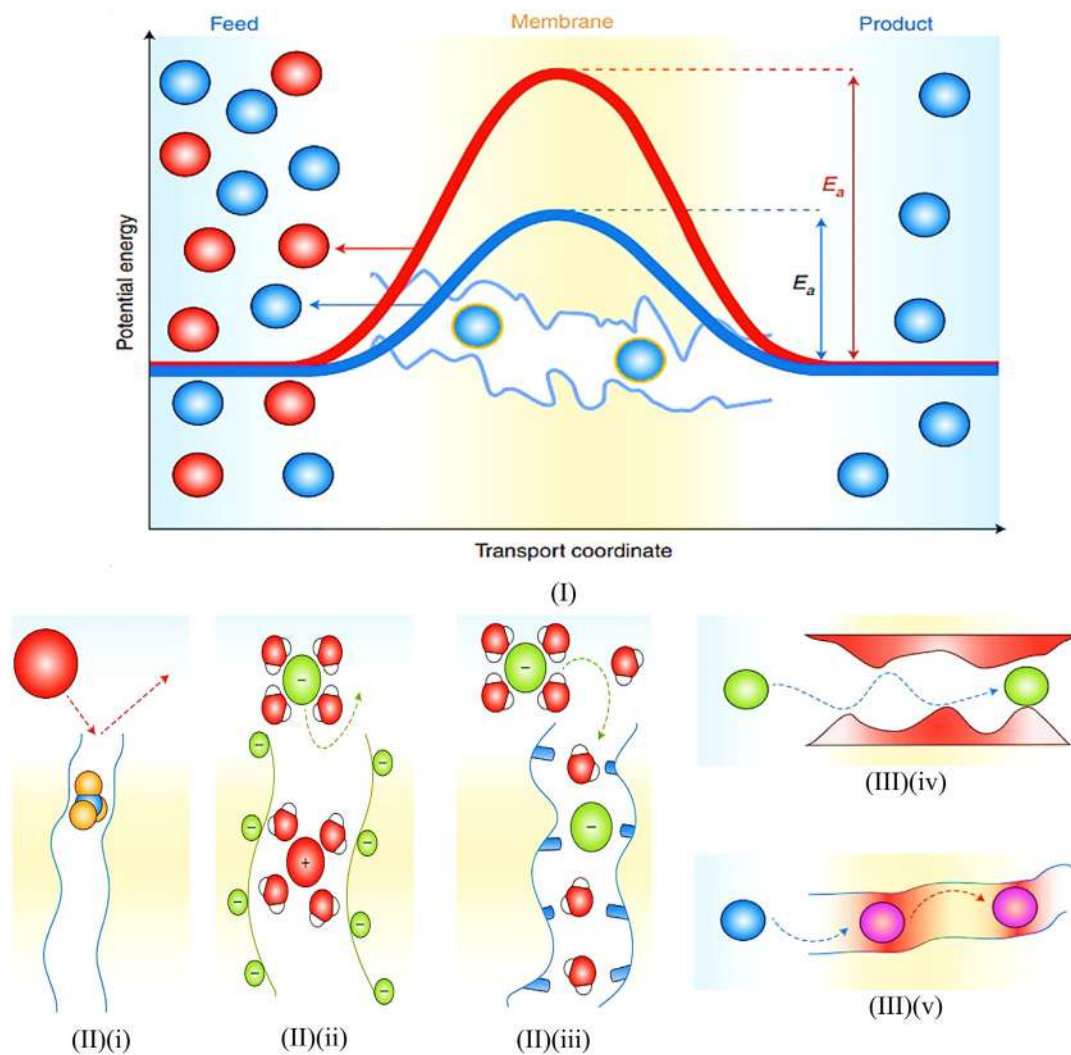 Feed
Membrane
Product
Potential energy
Eₐ
Eₐ
Transport coordinate
(I)
−
−
−
−
−
−
−
−
+
−
−
(II)(i)
(II)(ii)
(II)(iii)
(III)(iv)
(III)(v)